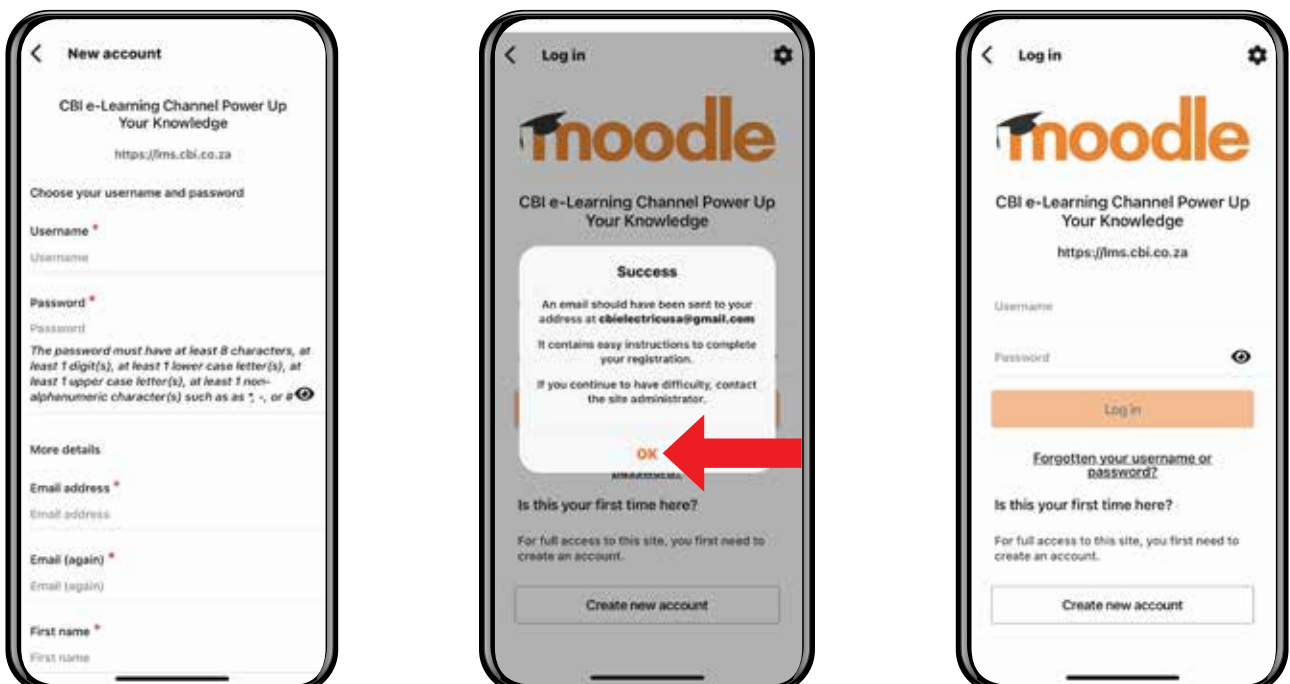 New account
CBI e-Learning Channel Power Up
Your Knowledge
https://lms.cbi.co.za
Choose your username and password
Username *
Username
Password *
Password
The password must have at least 8 characters, at
least 1 digit(s), at least 1 lower case letter(s), at
least 1 upper case letter(s), at least 1 non-
alphanumeric character(s) such as as *, -, or #
More details
Email address *
Email address
Email (again) *
Email (again)
First name *
First name
Log in
moodle
CBI e-Learning Channel Power Up
Your Knowledge
Success
An email should have been sent to your
address at cbielectricusa@gmail.com
It contains easy instructions to complete
your registration.
If you continue to have difficulty, contact
the site administrator.
OK
Is this your first time here?
For full access to this site, you first need to
create an account.
Create new account
Log in
moodle
CBI e-Learning Channel Power Up
Your Knowledge
https://lms.cbi.co.za
Username
Password
Log in
Forgotten your username or
password?
Is this your first time here?
For full access to this site, you first need to
create an account.
Create new account